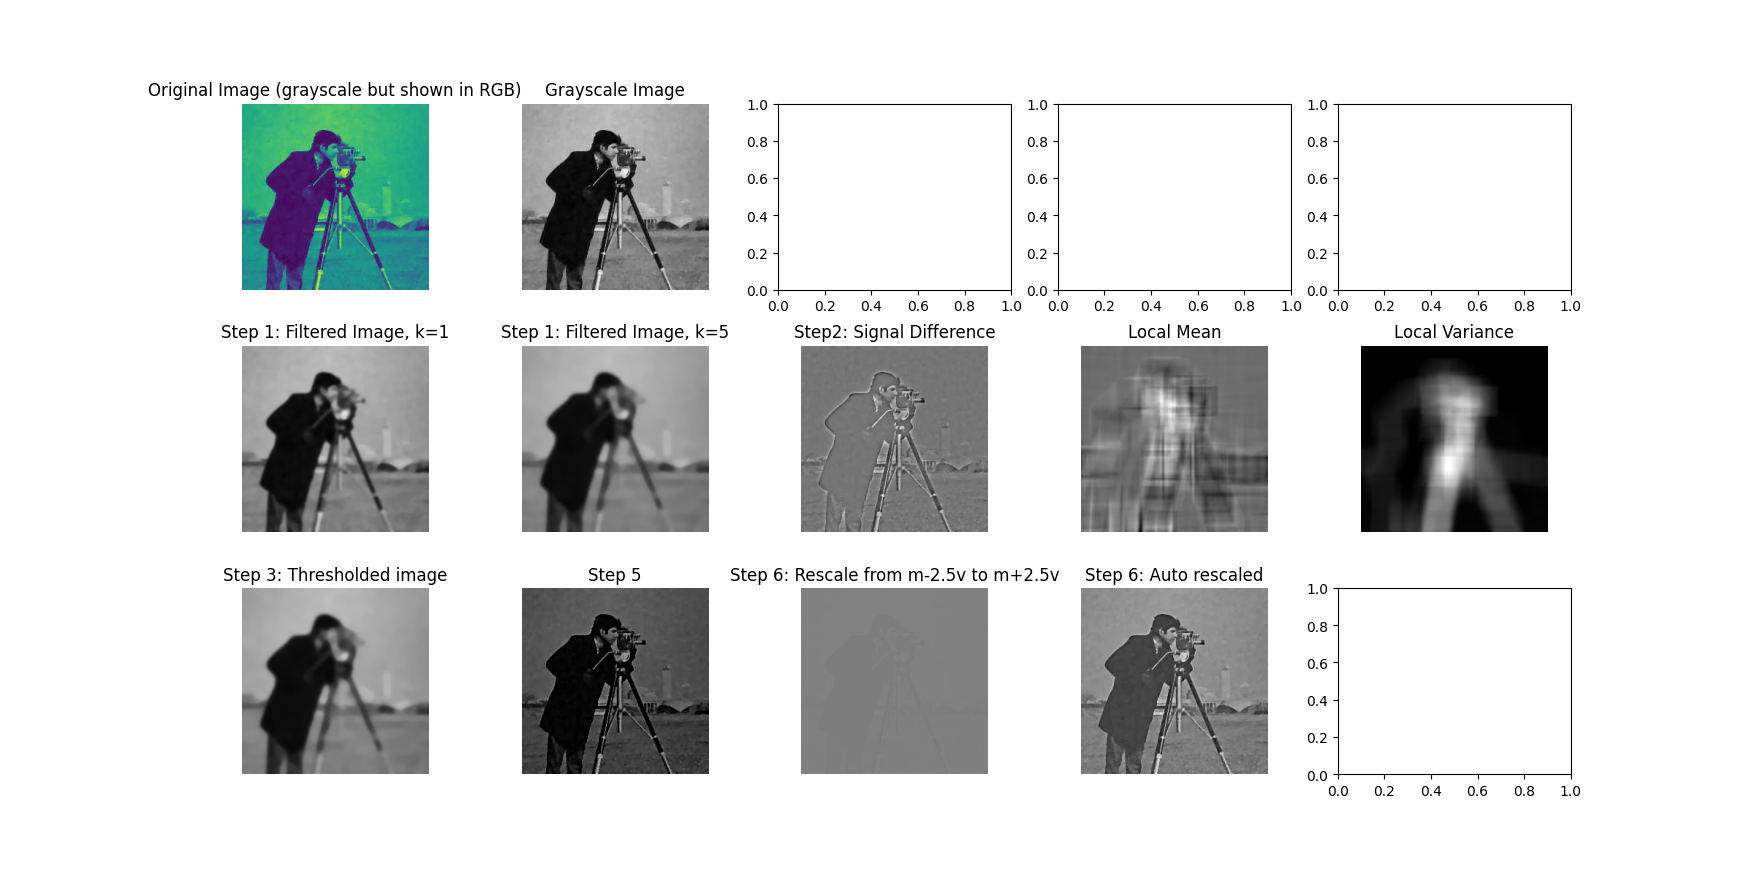 Original Image (grayscale but shown in RGB)
Grayscale Image
1.0
0.8
0.6
0.4
0.2
0.0
0.0 0.2 0.4 0.6 0.8 1.0
1.0
0.8
0.6
0.4
0.2
0.0
0.0 0.2 0.4 0.6 0.8 1.0
1.0
0.8
0.6
0.4
0.2
0.0
0.0 0.2 0.4 0.6 0.8 1.0
Step 1: Filtered Image, k=1
Step 1: Filtered Image, k=5
Step2: Signal Difference
Local Mean
Local Variance
Step 3: Thresholded image
Step 5
Step 6: Rescale from m-2.5v to m+2.5v
Step 6: Auto rescaled
1.0
0.8
0.6
0.4
0.2
0.0
0.0 0.2 0.4 0.6 0.8 1.0